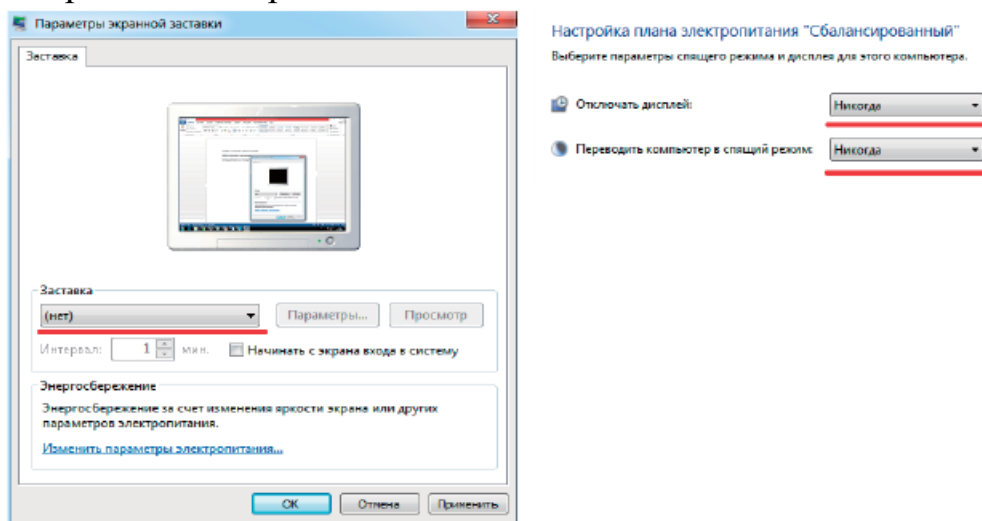 Параметры экранной заставки
Заставка
Заставка
(нет)
Параметры...
Просмотр
Интервал: 1 мин. Начинать с экрана входа в систему
Энергосбережение
Энергосбережение за счет изменения яркости экрана или других
параметров электропитания.
Изменить параметры электропитания...
ОК
Отмена
Применить
Настройка плана электропитания "Сбалансированный"
Выберите параметры спящего режима и дисплея для этого компьютера.
Отключать дисплей: Никогда
Переводить компьютер в спящий режим: Никогда